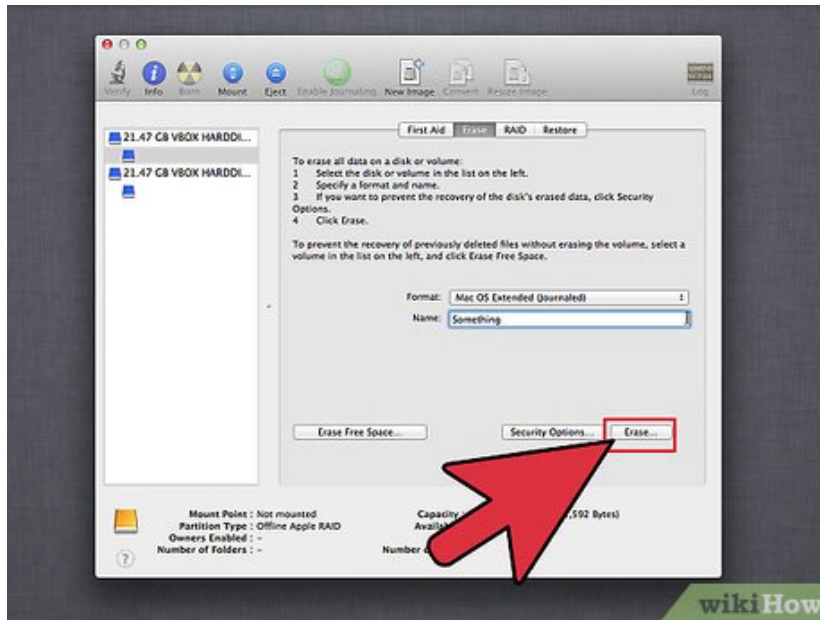 Verify Info Burn Mount Eject Enable Journaling New Image Convert Resize Image Log
21.47 GB VBOX HARDDI...
21.47 GB VBOX HARDDI...
First Aid Erase RAID Restore
To erase all data on a disk or volume:
1 Select the disk or volume in the list on the left.
2 Specify a format and name.
3 If you want to prevent the recovery of the disk's erased data, click Security
Options.
4 Click Erase.
To prevent the recovery of previously deleted files without erasing the volume, select a
volume in the list on the left, and click Erase Free Space.
Format: Mac OS Extended (Journaled)
Name: Something
Erase Free Space... Security Options... Erase...
Mount Point : Not mounted
Partition Type : Offline Apple RAID
Owners Enabled : -
Number of Folders : -
Capacity
,592 Bytes)
Number
?
wikiHow